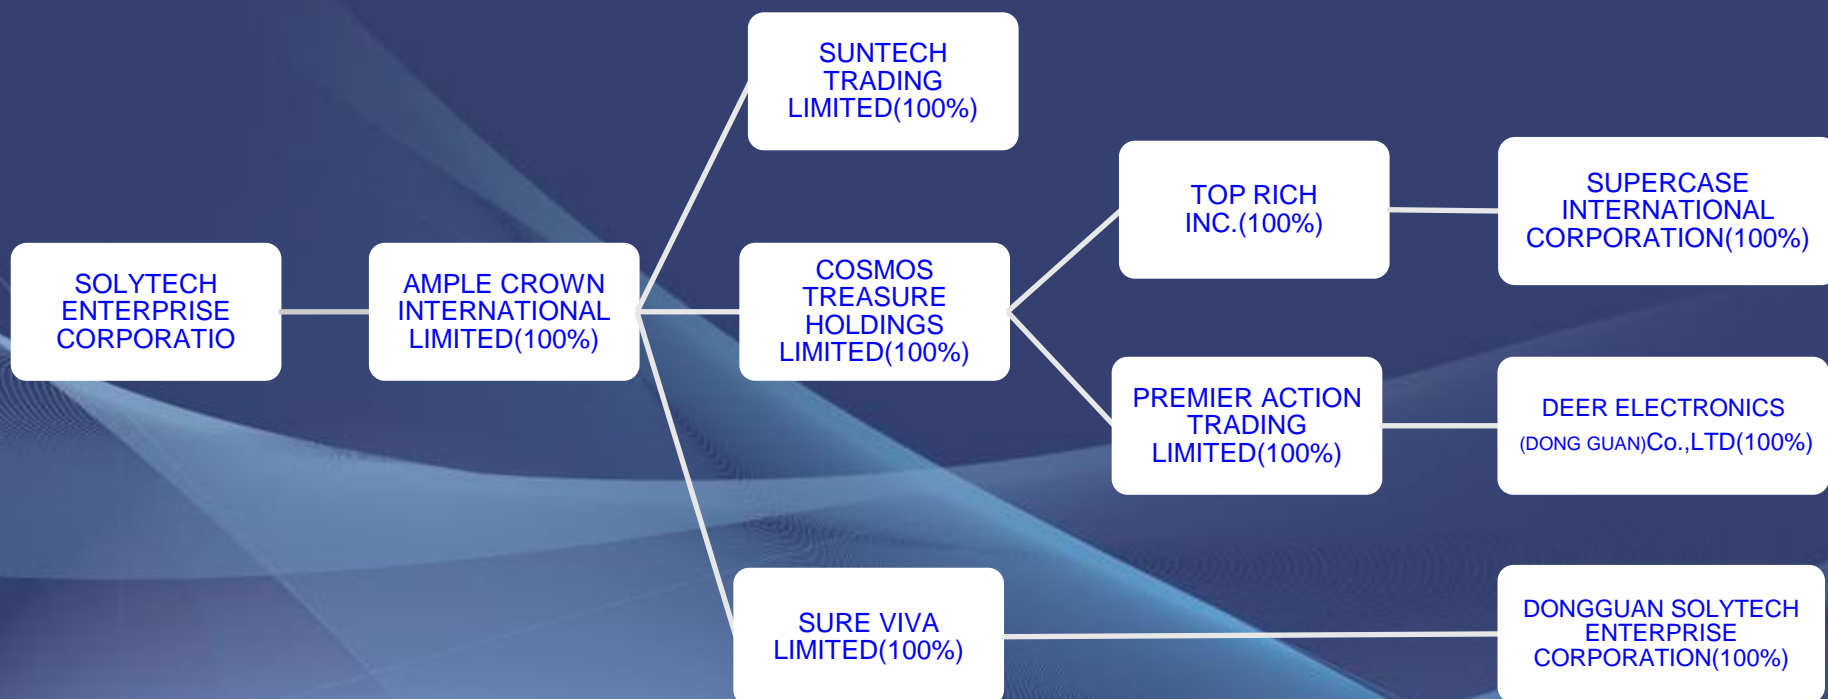 SUNTECH
TRADING
LIMITED(100%)
TOP RICH
INC.(100%)
SUPERCASE
INTERNATIONAL
CORPORATION(100%)
SOLYTECH
ENTERPRISE
CORPORATIO
AMPLE CROWN
INTERNATIONAL
LIMITED(100%)
COSMOS
TREASURE
HOLDINGS
LIMITED(100%)
PREMIER ACTION
TRADING
LIMITED(100%)
DEER ELECTRONICS
(DONG GUAN)Co.,LTD(100%)
SURE VIVA
LIMITED(100%)
DONGGUAN SOLYTECH
ENTERPRISE
CORPORATION(100%)